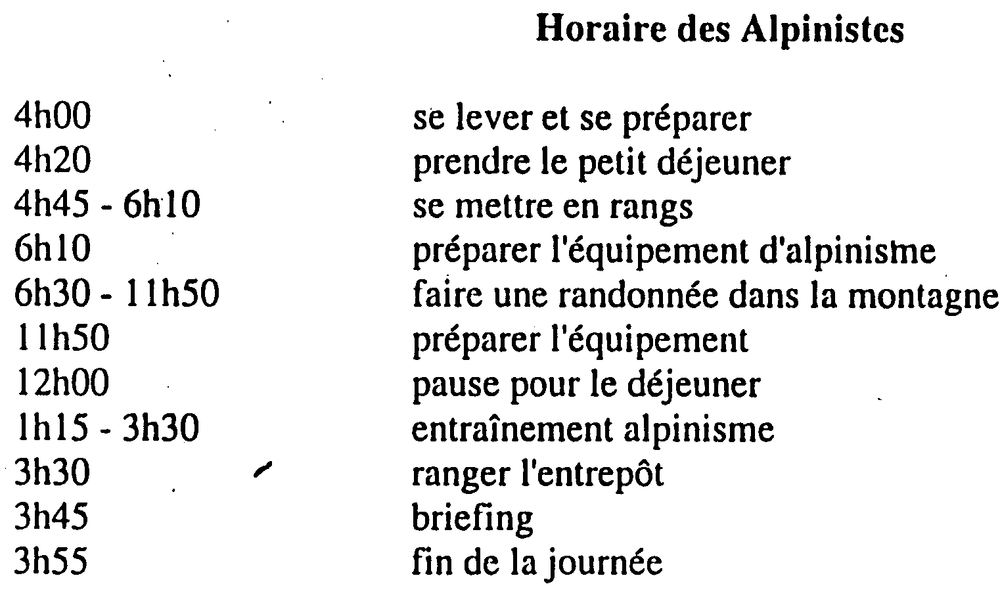 Horaire des Alpinistes
4h00 se lever et se préparer
4h20 prendre le petit déjeuner
4h45 - 6h10 se mettre en rangs
6h10 préparer l'équipement d'alpinisme
6h30 - 11h50 faire une randonnée dans la montagne
11h50 préparer l'équipement
12h00 pause pour le déjeuner
1h15 - 3h30 entraînement alpinisme
3h30 ranger l'entrepôt
3h45 briefing
3h55 fin de la journée